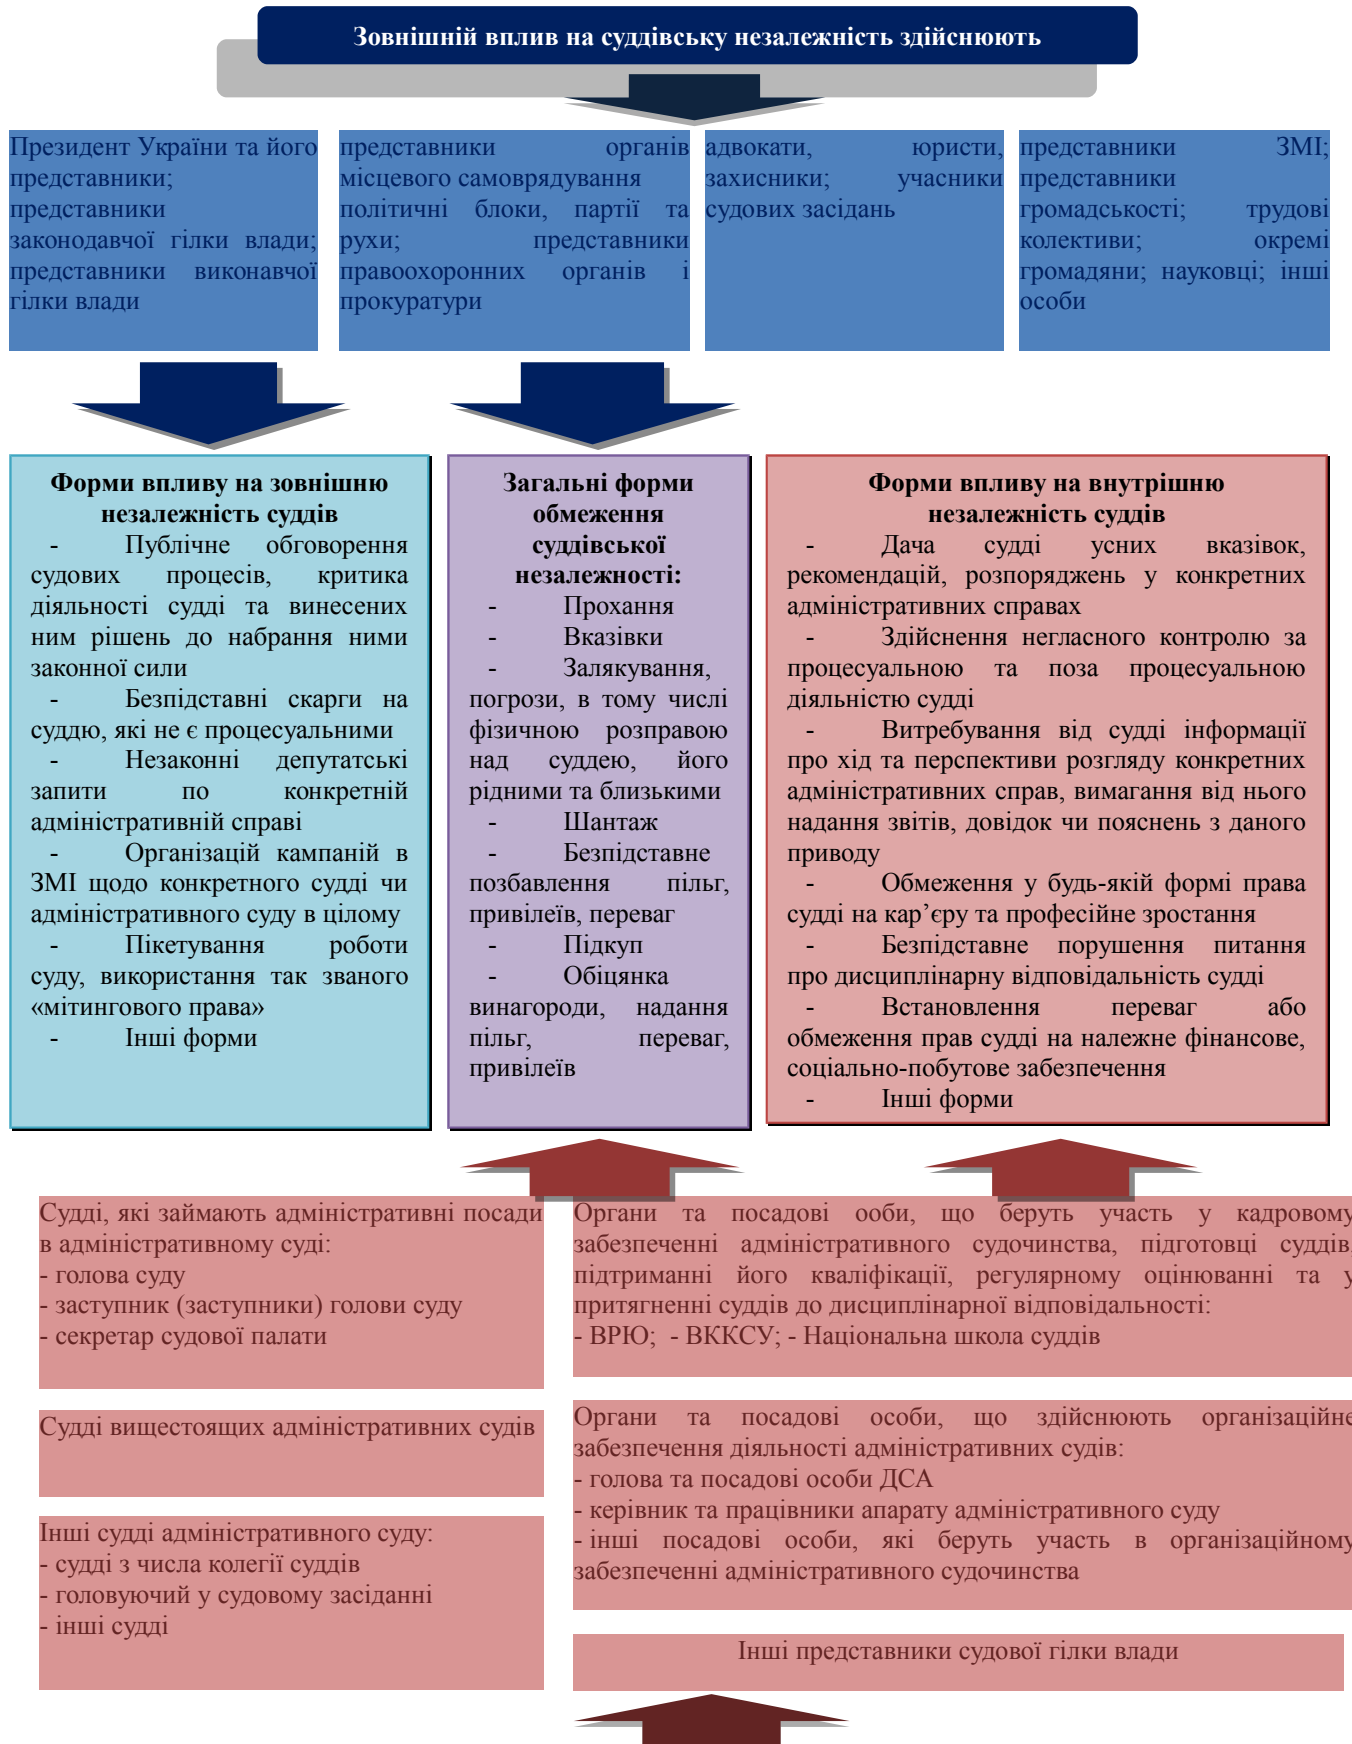 Зовнішній вплив на суддівську незалежність здійснюють
Президент України та його
представники;
представники
законодавчої гілки влади;
представники виконавчої
гілки влади
представники органів
місцевого самоврядування
політичні блоки, партії та
рухи; представники
правоохоронних органів і
прокуратури
адвокати, юристи,
захисники; учасники
судових засідань
представники ЗМІ;
представники
громадськості; трудові
колективи; окремі
громадяни; науковці; інші
особи
Форми впливу на зовнішню
незалежність суддів
- Публічне обговорення
судових процесів, критика
діяльності судді та винесених
ним рішень до набрання ними
законної сили
- Безпідставні скарги на
суддю, які не є процесуальними
- Незаконні депутатські
запити по конкретній
адміністративній справі
- Організацій кампаній в
ЗМІ щодо конкретного судді чи
адміністративного суду в цілому
- Пікетування роботи
суду, використання так званого
«мітингового права»
- Інші форми
Загальні форми
обмеження
суддівської
незалежності:
- Прохання
- Вказівки
- Залякування,
погрози, в тому числі
фізичною розправою
над суддею, його
рідними та близькими
- Шантаж
- Безпідставне
позбавлення пільг,
привілеїв, переваг
- Підкуп
- Обіцянка
винагороди, надання
пільг, переваг,
привілеїв
Форми впливу на внутрішню
незалежність суддів
- Дача судді усних вказівок,
рекомендацій, розпоряджень у конкретних
адміністративних справах
- Здійснення негласного контролю за
процесуальною та поза процесуальною
діяльністю судді
- Витребування від судді інформації
про хід та перспективи розгляду конкретних
адміністративних справ, вимагання від нього
надання звітів, довідок чи пояснень з даного
приводу
- Обмеження у будь-якій формі права
судді на кар’єру та професійне зростання
- Безпідставне порушення питання
про дисциплінарну відповідальність судді
- Встановлення переваг або
обмеження прав судді на належне фінансове,
соціально-побутове забезпечення
- Інші форми
Судді, які займають адміністративні посади
в адміністративному суді:
- голова суду
- заступник (заступники) голови суду
- секретар судової палати
Судді вищестоящих адміністративних судів
Інші судді адміністративного суду:
- судді з числа колегії суддів
- головуючий у судовому засіданні
- інші судді
Органи та посадові ооби, що беруть участь у кадровому
забезпеченні адміністративного судочинства, підготовці суддів,
підтриманні його кваліфікації, регулярному оцінюванні та у
притягненні суддів до дисциплінарної відповідальності:
- ВРЮ; - ВККСУ; - Національна школа суддів
Органи та посадові особи, що здійснюють організаційне
забезпечення діяльності адміністративних судів:
- голова та посадові особи ДСА
- керівник та працівники апарату адміністративного суду
- інші посадові особи, які беруть участь в організаційному
забезпеченні адміністративного судочинства
Інші представники судової гілки влади